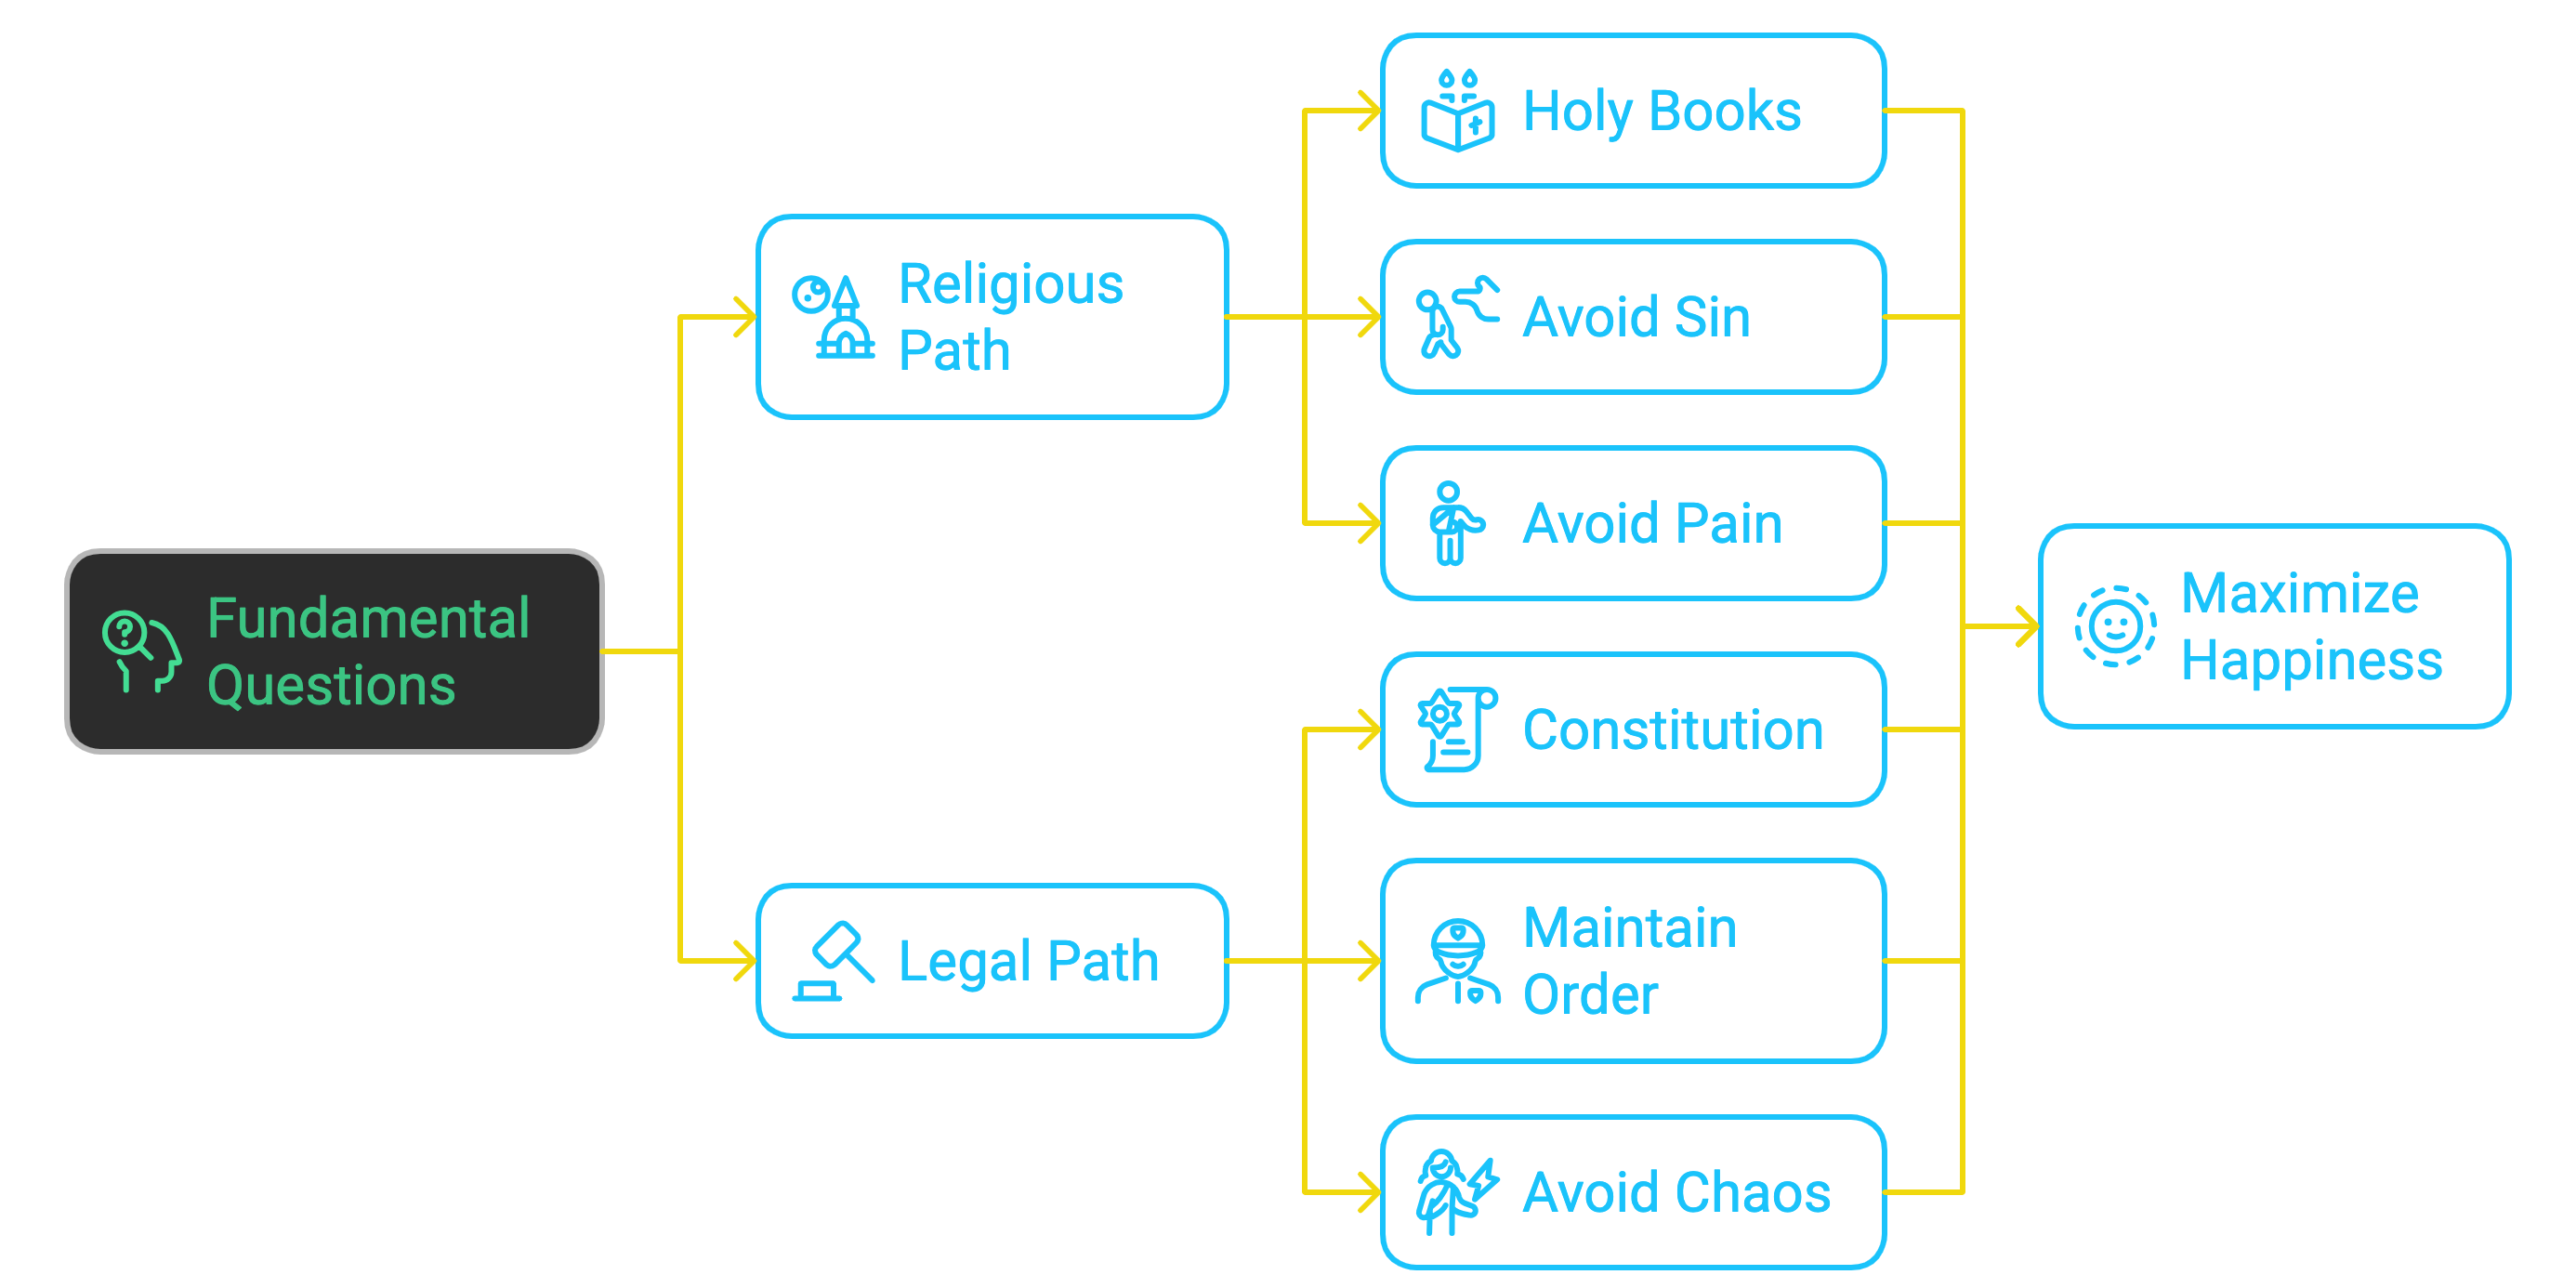 Fundamental
Questions
Religious
Path
Legal Path
Holy Books
Avoid Sin
Avoid Pain
Constitution
Maintain
Order
Avoid Chaos
Maximize
Happiness